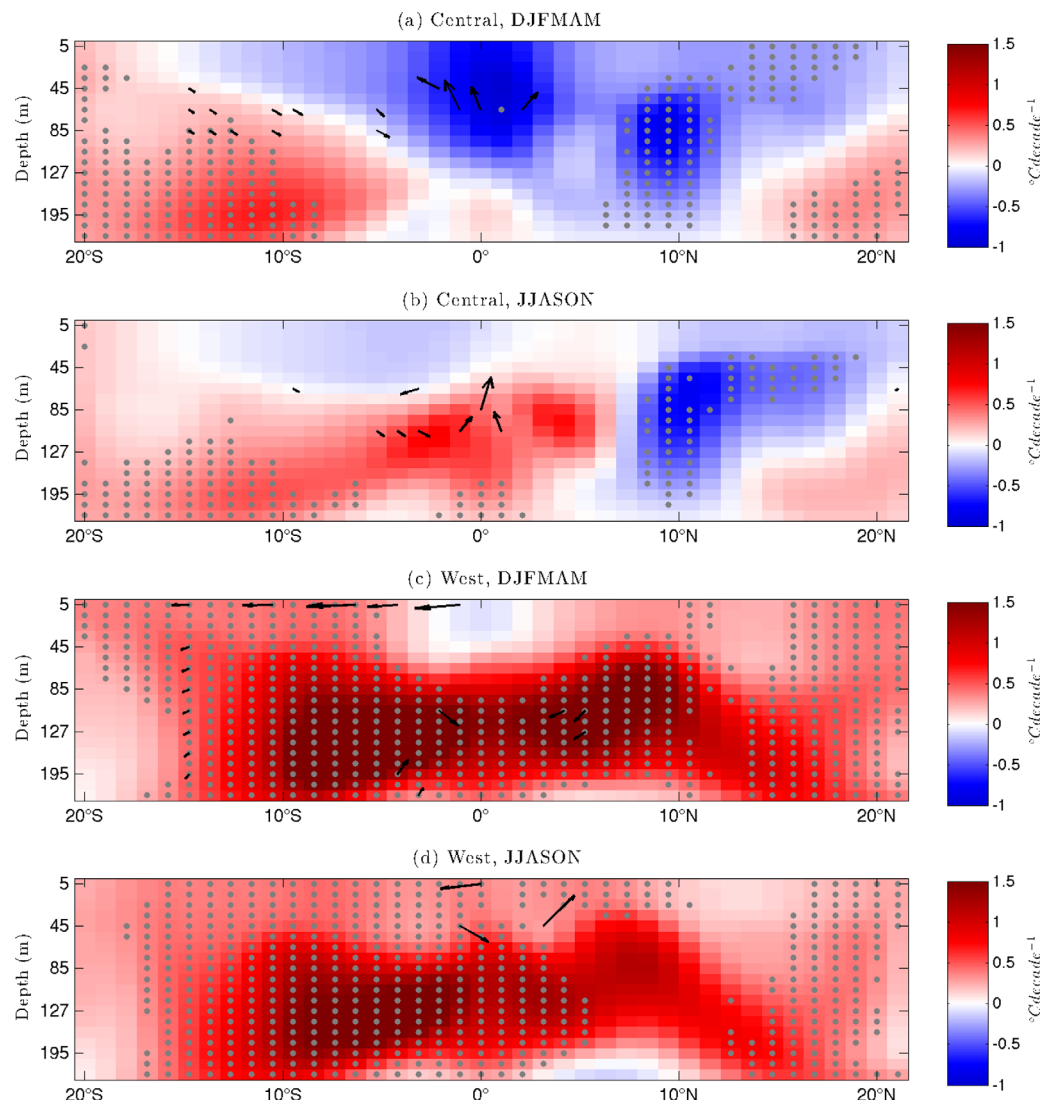 (a) Central, DJFMAM
Depth (m)
5
45
85
127
195
20°S
10°S
0°
10°N
20°N
1.5
1
0.5
0
-0.5
-1
°Cdecade⁻¹
(b) Central, JJASON
Depth (m)
5
45
85
127
195
20°S
10°S
0°
10°N
20°N
1.5
1
0.5
0
-0.5
-1
°Cdecade⁻¹
(c) West, DJFMAM
Depth (m)
5
45
85
127
195
20°S
10°S
0°
10°N
20°N
1.5
1
0.5
0
-0.5
-1
°Cdecade⁻¹
(d) West, JJASON
Depth (m)
5
45
85
127
195
20°S
10°S
0°
10°N
20°N
1.5
1
0.5
0
-0.5
-1
°Cdecade⁻¹